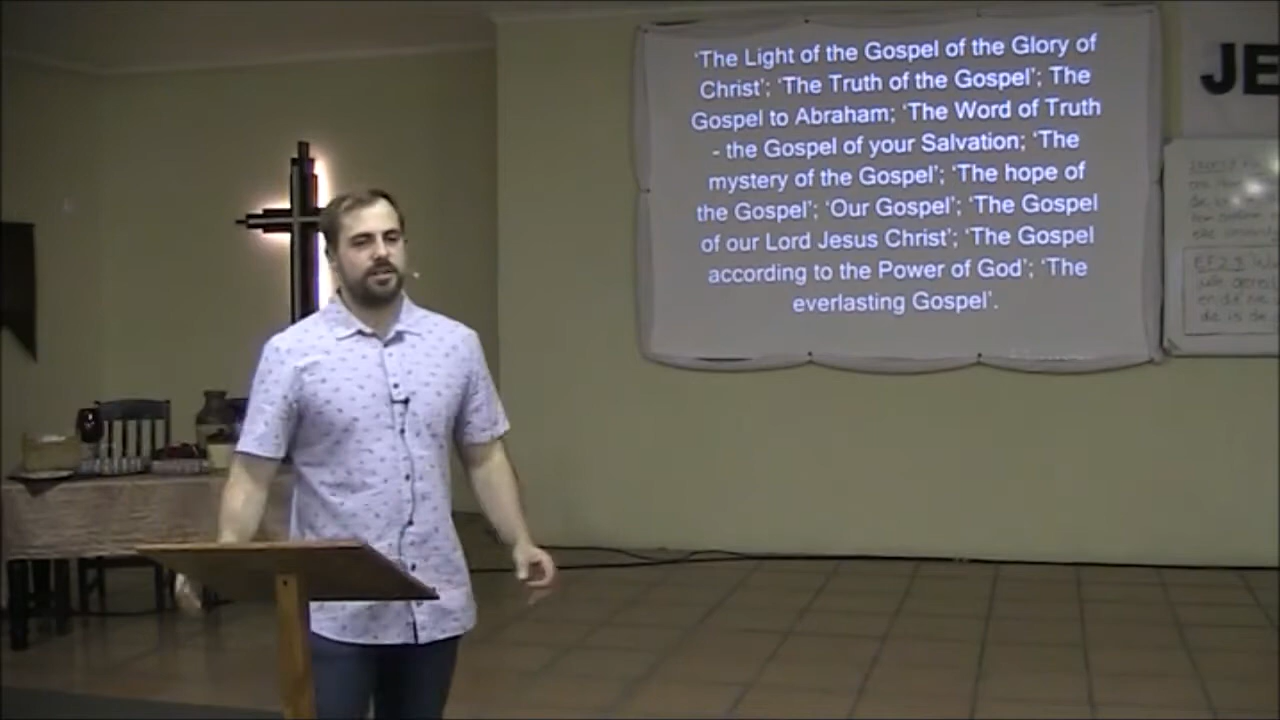 ‘The Light of the Gospel of the Glory of
Christ’; ‘The Truth of the Gospel’; The
Gospel to Abraham; ‘The Word of Truth
- the Gospel of your Salvation; ‘The
mystery of the Gospel’; ‘The hope of
the Gospel’; ‘Our Gospel’; ‘The Gospel
of our Lord Jesus Christ’; ‘The Gospel
according to the Power of God’; ‘The
everlasting Gospel’.
JE